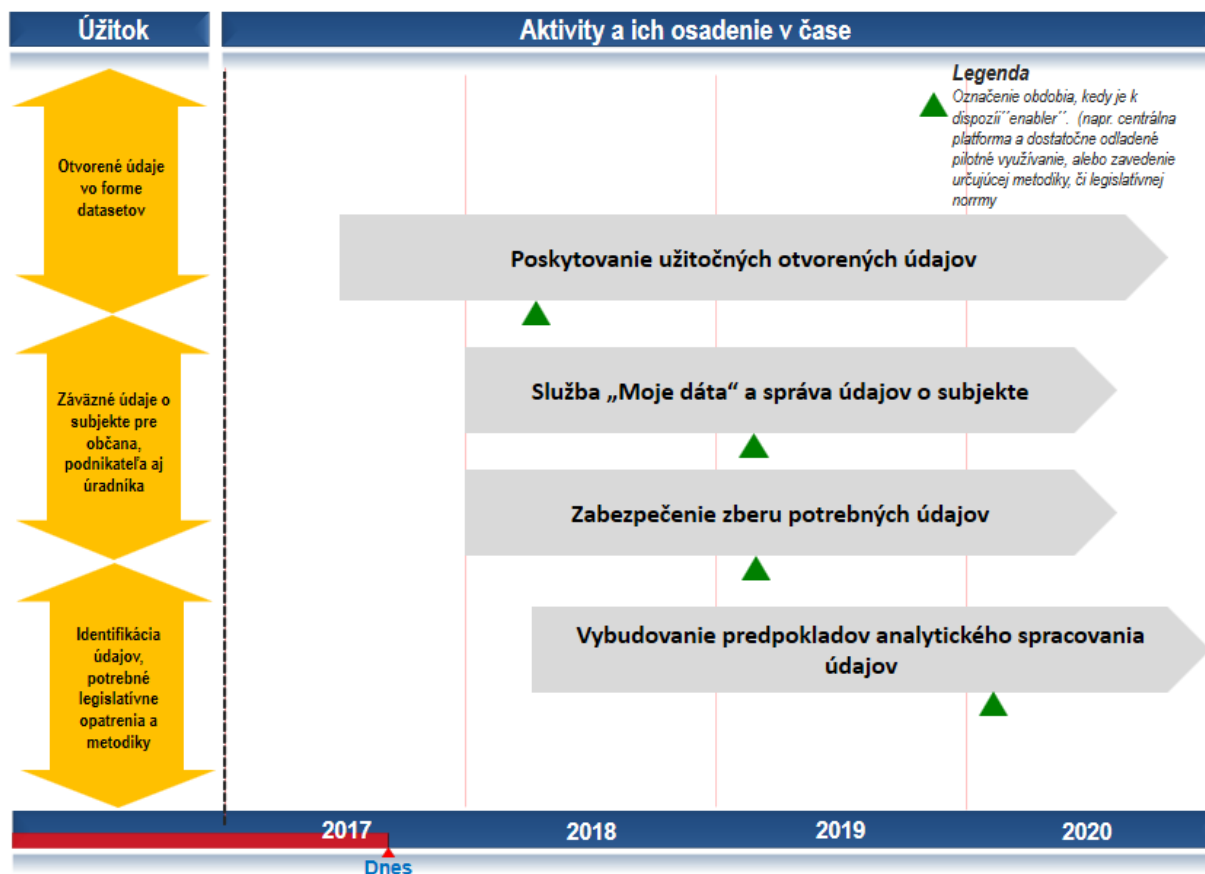 Úžitok
Aktivity a ich osadenie v čase
Legenda
Označenie obdobia, kedy je k
dispozíí´´enabler´´. (napr. centrálna
platforma a dostatočne odladené
pilotné využívanie, alebo zavedenie
určujúcej metodiky, či legislatívnej
norrmy
Otvorené údaje
vo forme
datasetov
Poskytovanie užitočných otvorených údajov
Záväzné údaje o
subjekte pre
občana,
podnikateľa aj
úradníka
Služba „Moje dáta“ a správa údajov o subjekte
Zabezpečenie zberu potrebných údajov
Identifikácia
údajov,
potrebné
legislatívne
opatrenia a
metodiky
Vybudovanie predpokladov analytického spracovania
údajov
2017
2018
2019
2020
Dnes